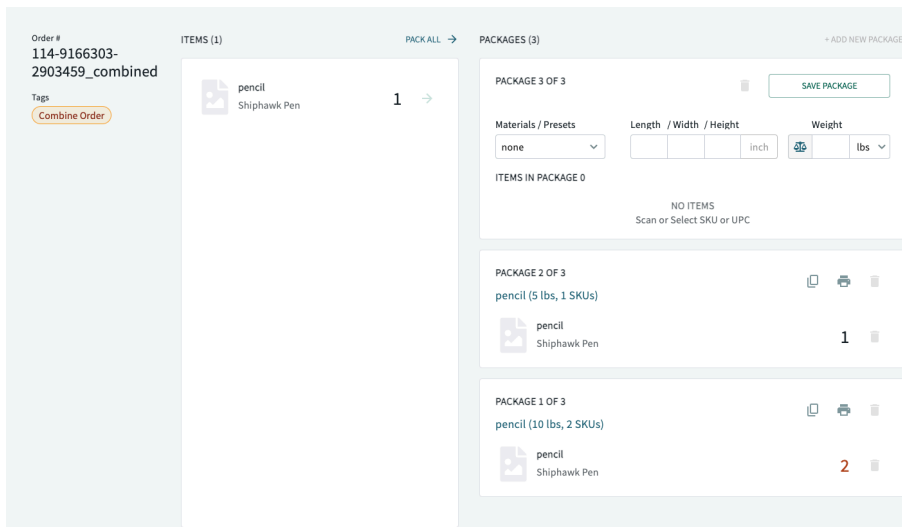 Order #
114-9166303-
2903459_combined
Tags
Combine Order
ITEMS (1)
PACK ALL →
pencil
Shiphawk Pen
1 →
PACKAGES (3)
+ ADD NEW PACKAGE
PACKAGE 3 OF 3
SAVE PACKAGE
Materials / Presets
Length / Width / Height
Weight
none
inch
lbs
ITEMS IN PACKAGE 0
NO ITEMS
Scan or Select SKU or UPC
PACKAGE 2 OF 3
pencil (5 lbs, 1 SKUs)
pencil
Shiphawk Pen
1
PACKAGE 1 OF 3
pencil (10 lbs, 2 SKUs)
pencil
Shiphawk Pen
2